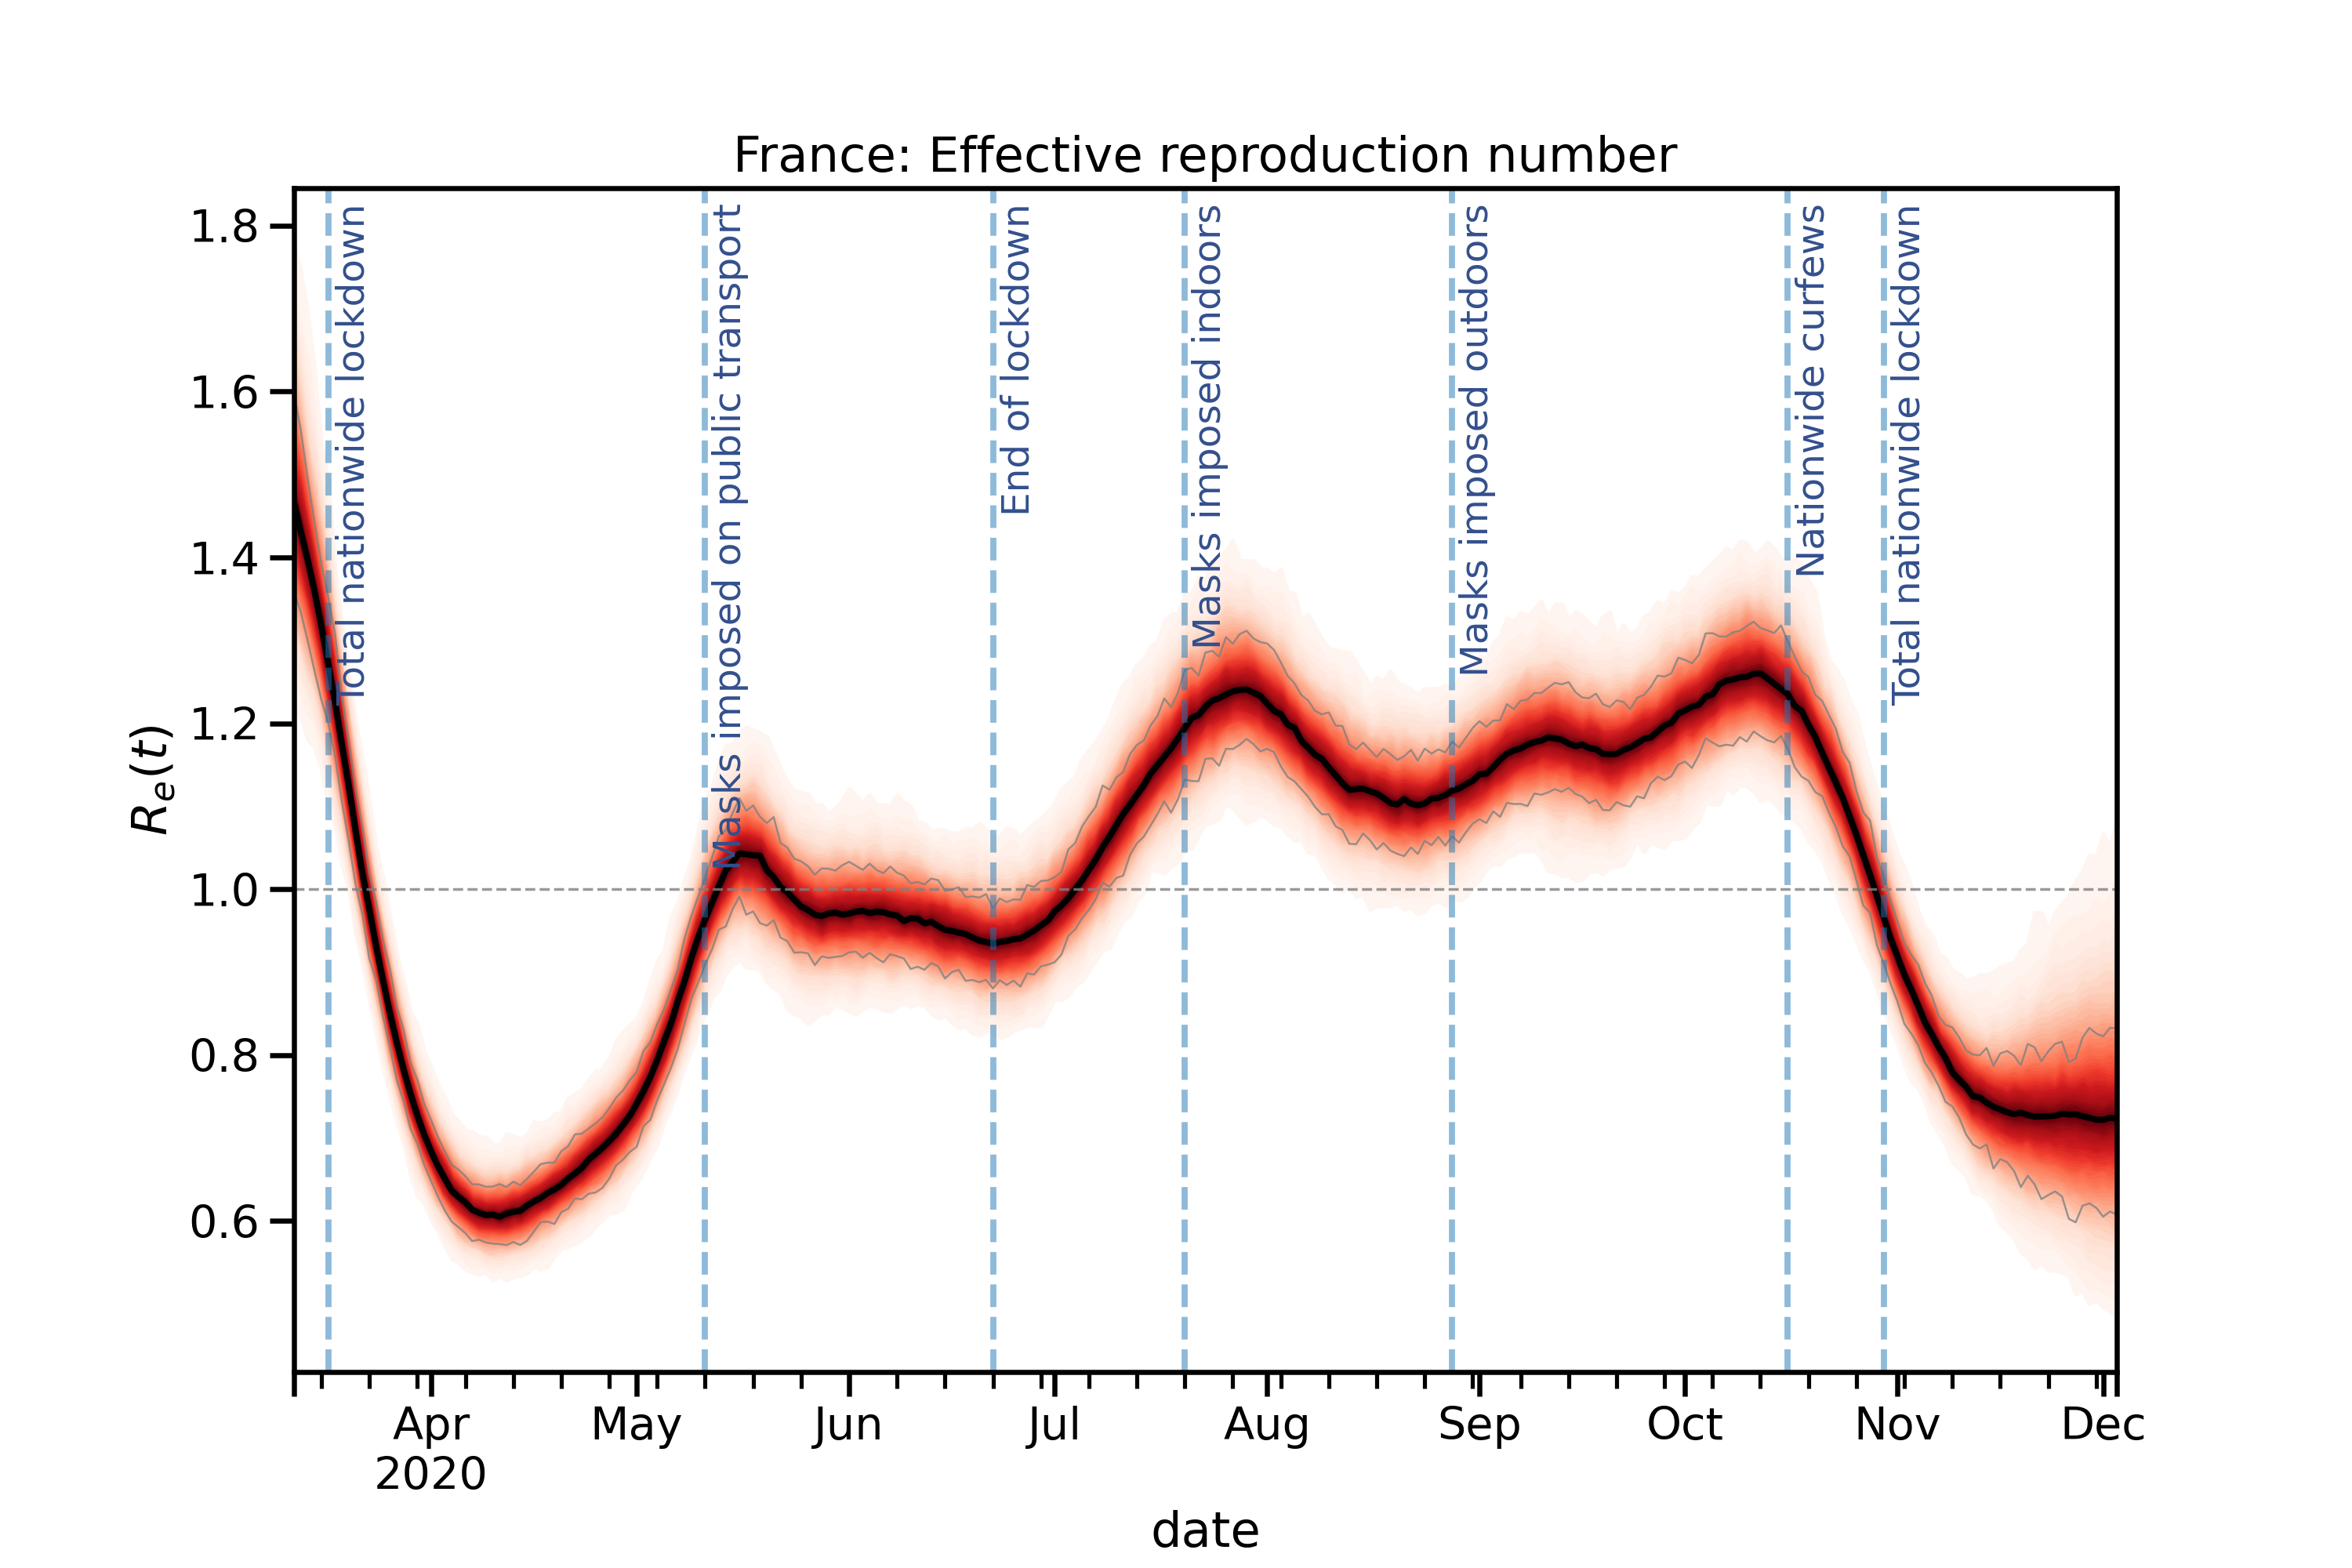 France: Effective reproduction number
1.8
1.6
1.4
1.2
1.0
0.8
0.6
Re(t)
Total nationwide lockdown
Masks imposed on public transport
End of lockdown
Masks imposed indoors
Masks imposed outdoors
Nationwide curfews
Total nationwide lockdown
Apr May Jun Jul Aug Sep Oct Nov Dec
2020
date